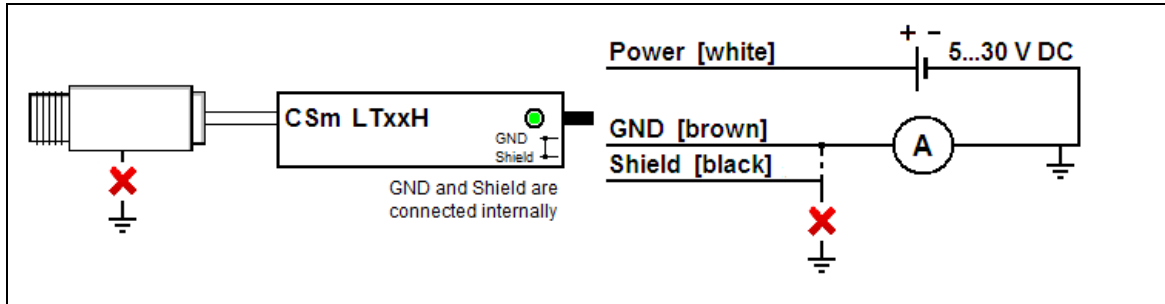 + -
Power [white]
5...30 V DC
CSm LTxxH
GND
Shield
GND [brown]
A
Shield [black]
GND and Shield are
connected internally